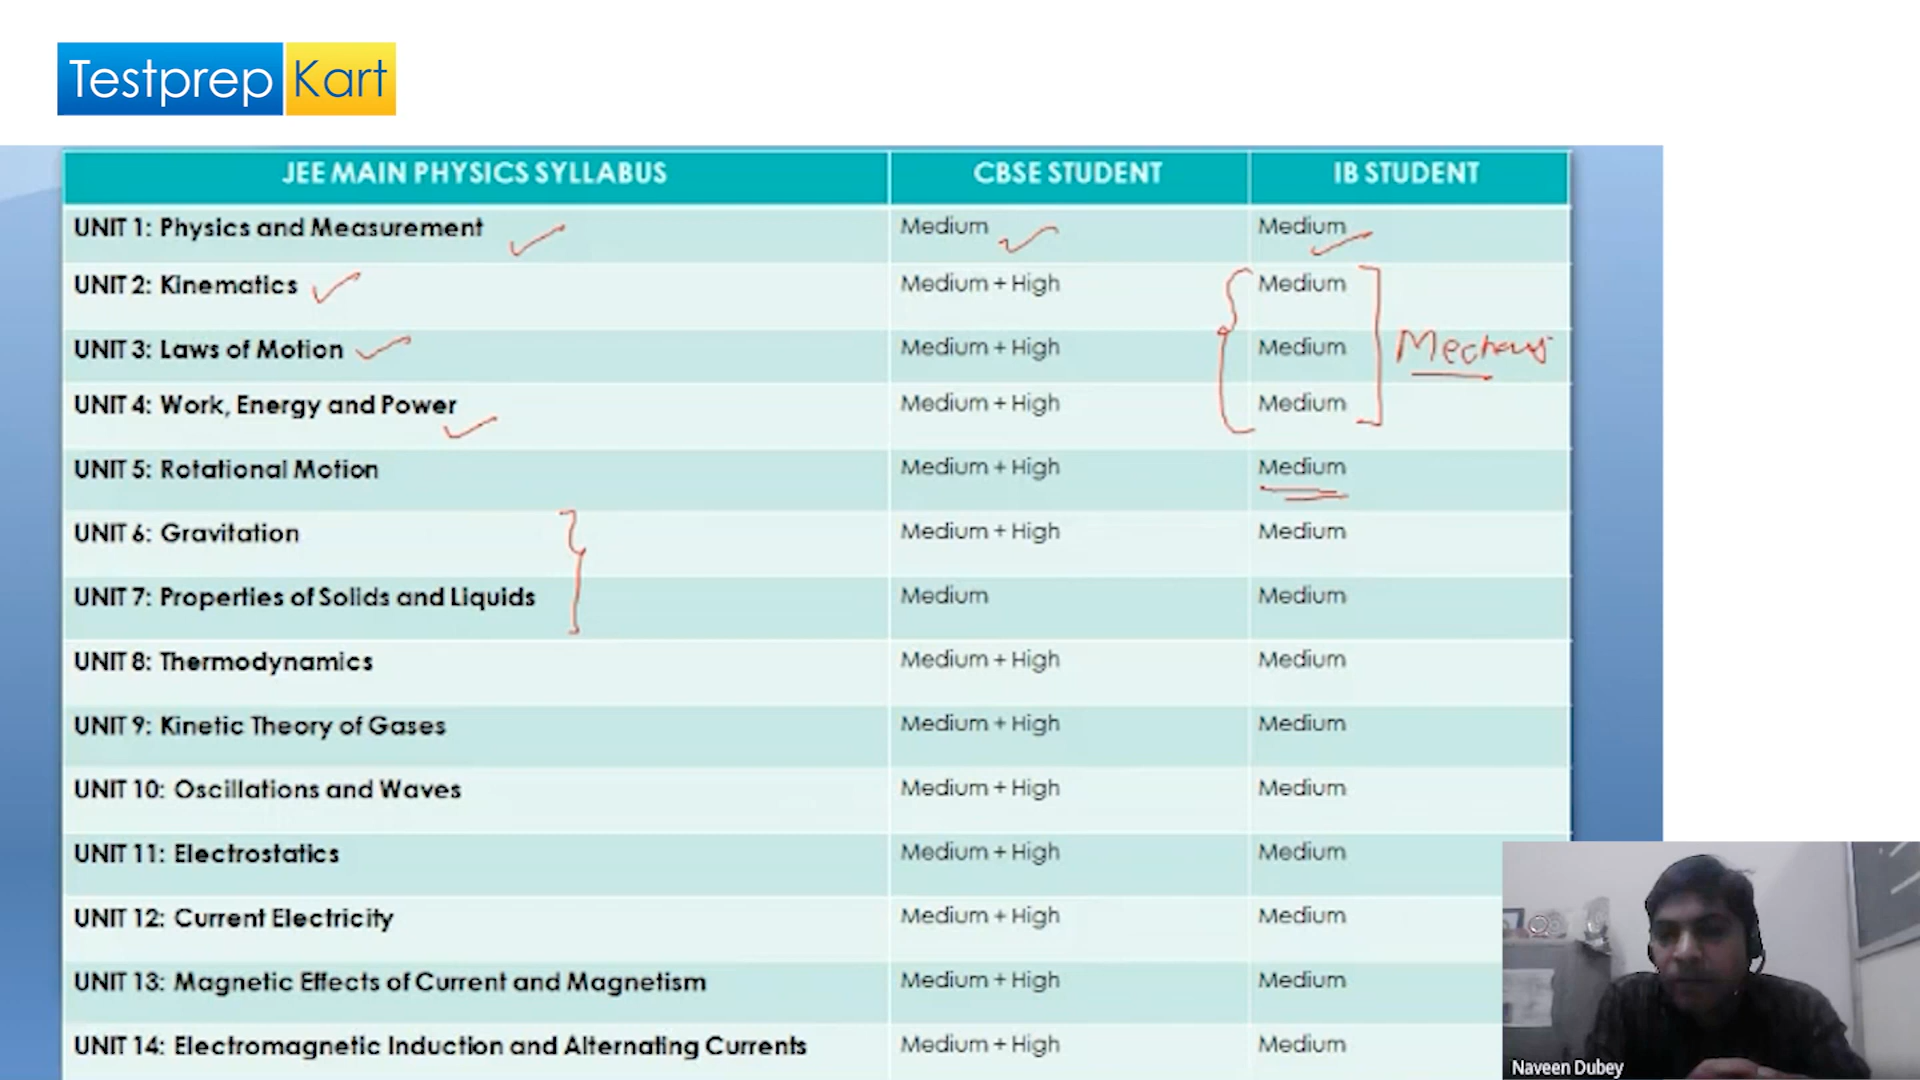 Testprep Kart
JEE MAIN PHYSICS SYLLABUS CBSE STUDENT IB STUDENT
UNIT 1: Physics and Measurement Medium Medium
UNIT 2: Kinematics Medium + High Medium
UNIT 3: Laws of Motion Medium + High Medium
UNIT 4: Work, Energy and Power Medium + High Medium
UNIT 5: Rotational Motion Medium + High Medium
UNIT 6: Gravitation Medium + High Medium
UNIT 7: Properties of Solids and Liquids Medium Medium
UNIT 8: Thermodynamics Medium + High Medium
UNIT 9: Kinetic Theory of Gases Medium + High Medium
UNIT 10: Oscillations and Waves Medium + High Medium
UNIT 11: Electrostatics Medium + High Medium
UNIT 12: Current Electricity Medium + High Medium
UNIT 13: Magnetic Effects of Current and Magnetism Medium + High Medium
UNIT 14: Electromagnetic Induction and Alternating Currents Medium + High Medium
Naveen Dubey